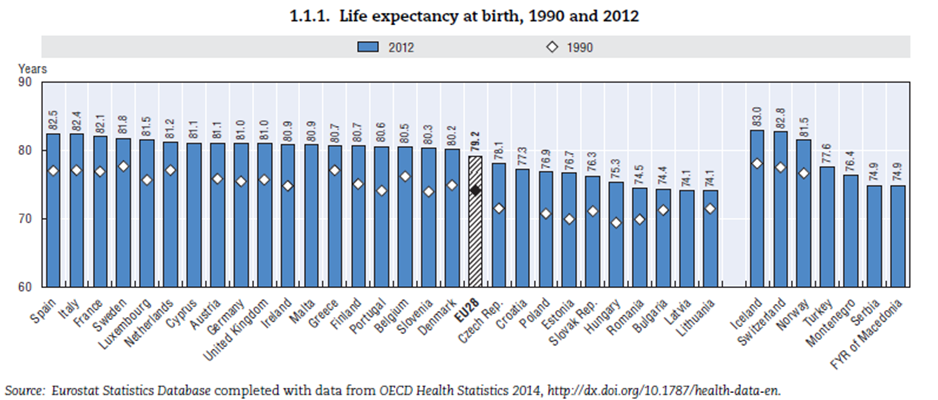 1.1.1. Life expectancy at birth, 1990 and 2012
2012 1990
Years
90
80
70
60
82.5 82.4 82.1 81.8 81.5 81.2 81.1 81.1 81.0 81.0 80.9 80.9 80.7 80.7 80.6 80.5 80.3 80.2 79.2 78.1 77.3 76.9 76.7 76.3 75.3 74.5 74.4 74.1 74.1 83.0 82.8 81.5 77.6 76.4 74.9 74.9
Spain
Italy
France
Sweden
Luxembourg
Netherlands
Cyprus
Austria
Germany
United Kingdom
Ireland
Malta
Greece
Finland
Portugal
Belgium
Slovenia
Denmark
EU28
Czech Rep.
Croatia
Poland
Estonia
Slovak Rep.
Hungary
Romania
Bulgaria
Latvia
Lithuania
Iceland
Switzerland
Norway
Turkey
Montenegro
Serbia
FYR of Macedonia
Source: Eurostat Statistics Database completed with data from OECD Health Statistics 2014, http://dx.doi.org/10.1787/health-data-en.